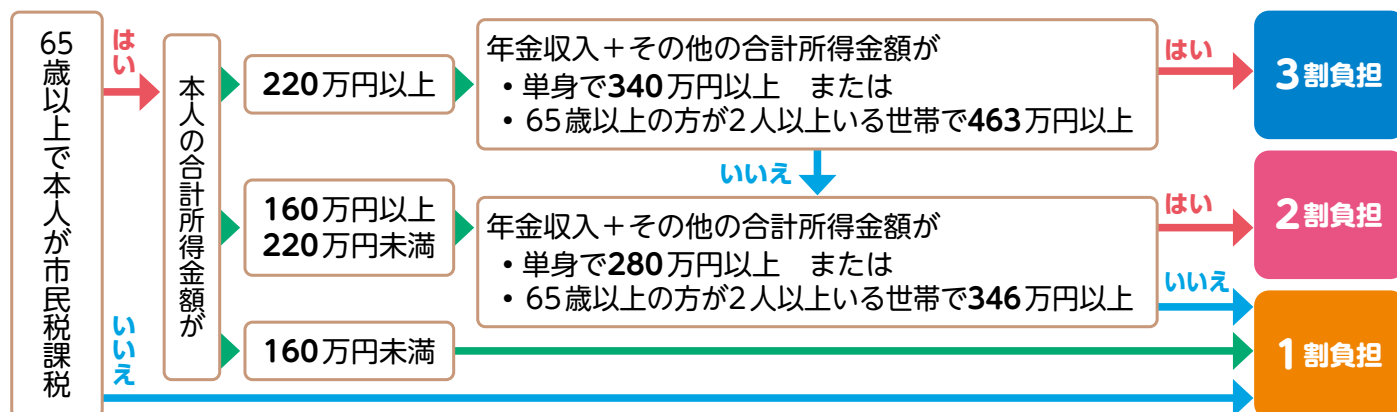 65歳以上で本人が市民税課税
はい
いいえ
本人の合計所得金額が
220万円以上
年金収入＋その他の合計所得金額が
・単身で340万円以上　または
・65歳以上の方が2人以上いる世帯で463万円以上
はい
3割負担
いいえ
160万円以上
220万円未満
年金収入＋その他の合計所得金額が
・単身で280万円以上　または
・65歳以上の方が2人以上いる世帯で346万円以上
はい
2割負担
いいえ
160万円未満
1割負担